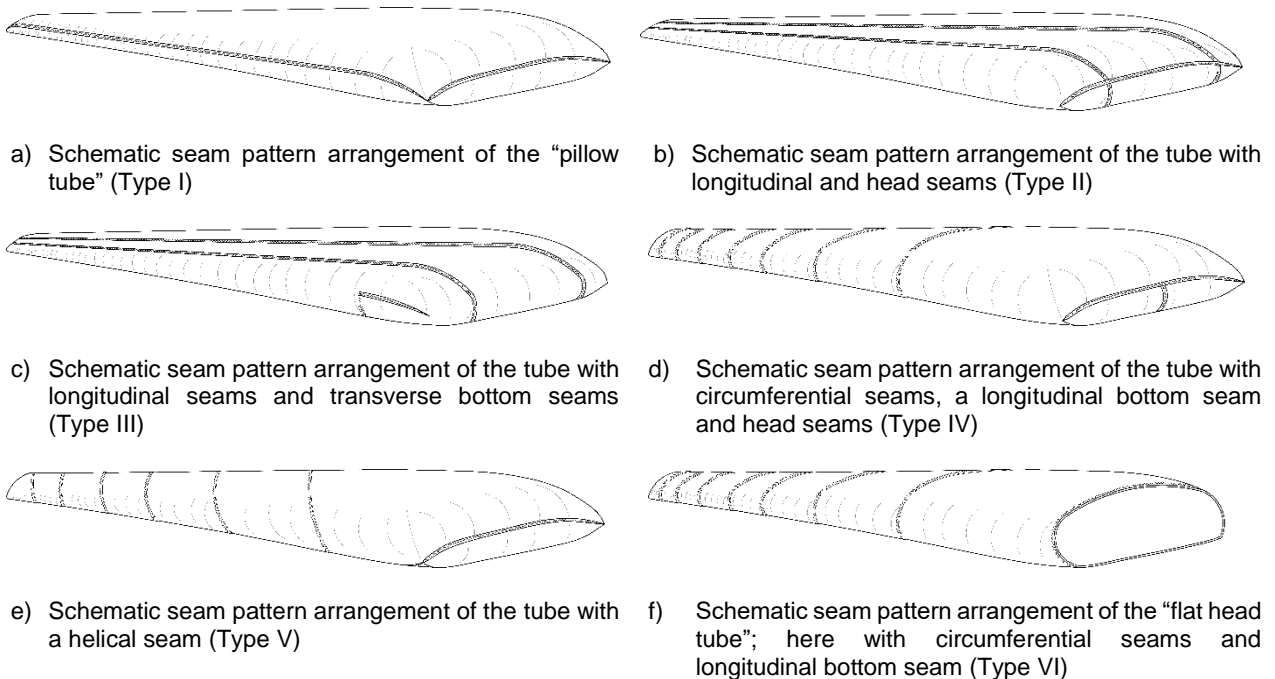 a) Schematic seam pattern arrangement of the “pillow
tube” (Type I)
b) Schematic seam pattern arrangement of the tube with
longitudinal and head seams (Type II)
c) Schematic seam pattern arrangement of the tube with
longitudinal seams and transverse bottom seams
(Type III)
d) Schematic seam pattern arrangement of the tube with
circumferential seams, a longitudinal bottom seam
and head seams (Type IV)
e) Schematic seam pattern arrangement of the tube with
a helical seam (Type V)
f) Schematic seam pattern arrangement of the “flat head
tube”; here with circumferential seams and
longitudinal bottom seam (Type VI)